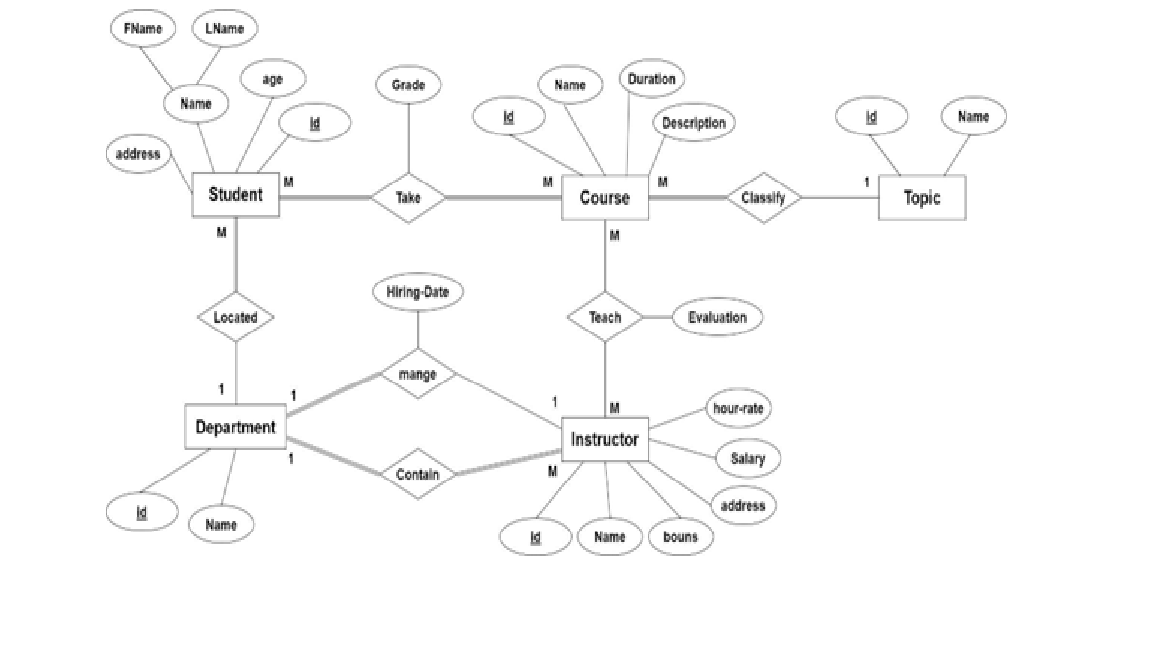 FName
LName
age
Name
Id
address
Student
M
Grade
Take
M
Id
Name
Duration
Description
Course
M
Classify
1
Id
Name
Topic
M
Located
1
Department
Id
Name
Hiring-Date
1
mange
1
1
Contain
M
M
Teach
Evaluation
M
Instructor
hour-rate
Salary
address
Id
Name
bouns